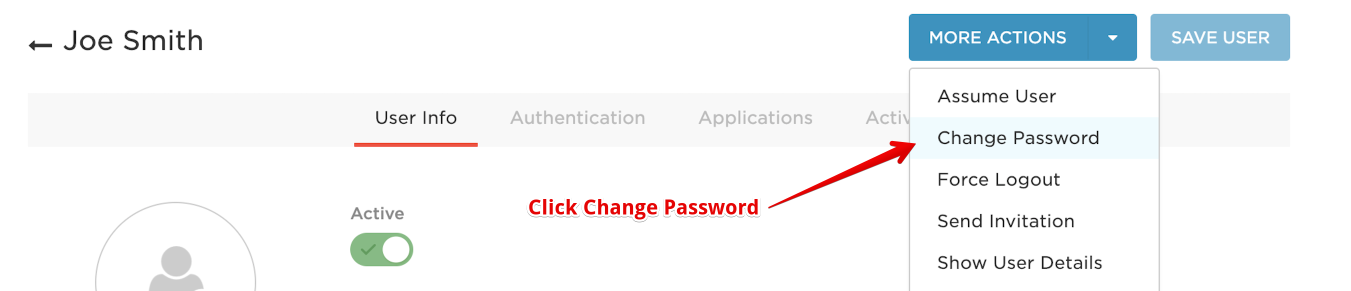 Joe Smith
MORE ACTIONS
SAVE USER
User Info
Authentication
Applications
Assume User
Change Password
Force Logout
Send Invitation
Show User Details
Click Change Password
Active